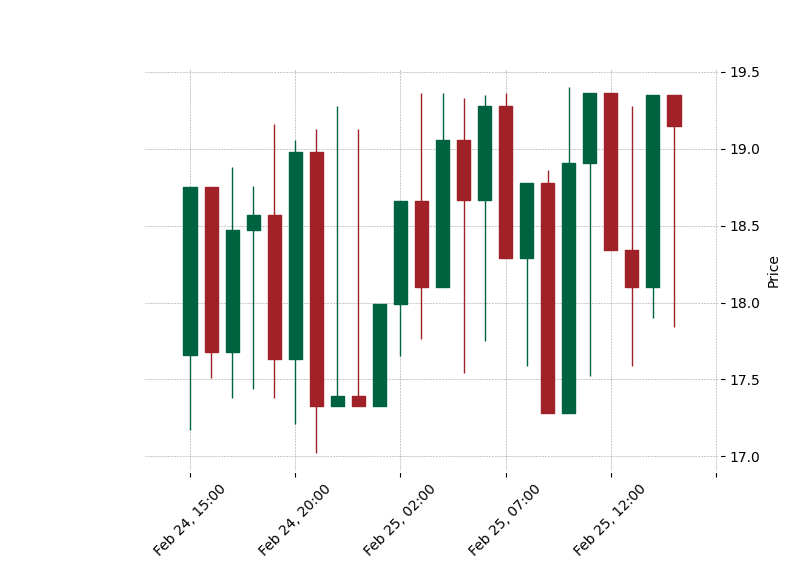 19.5
19.0
18.5
18.0
17.5
17.0
Price
Feb 24, 15:00
Feb 24, 20:00
Feb 25, 02:00
Feb 25, 07:00
Feb 25, 12:00